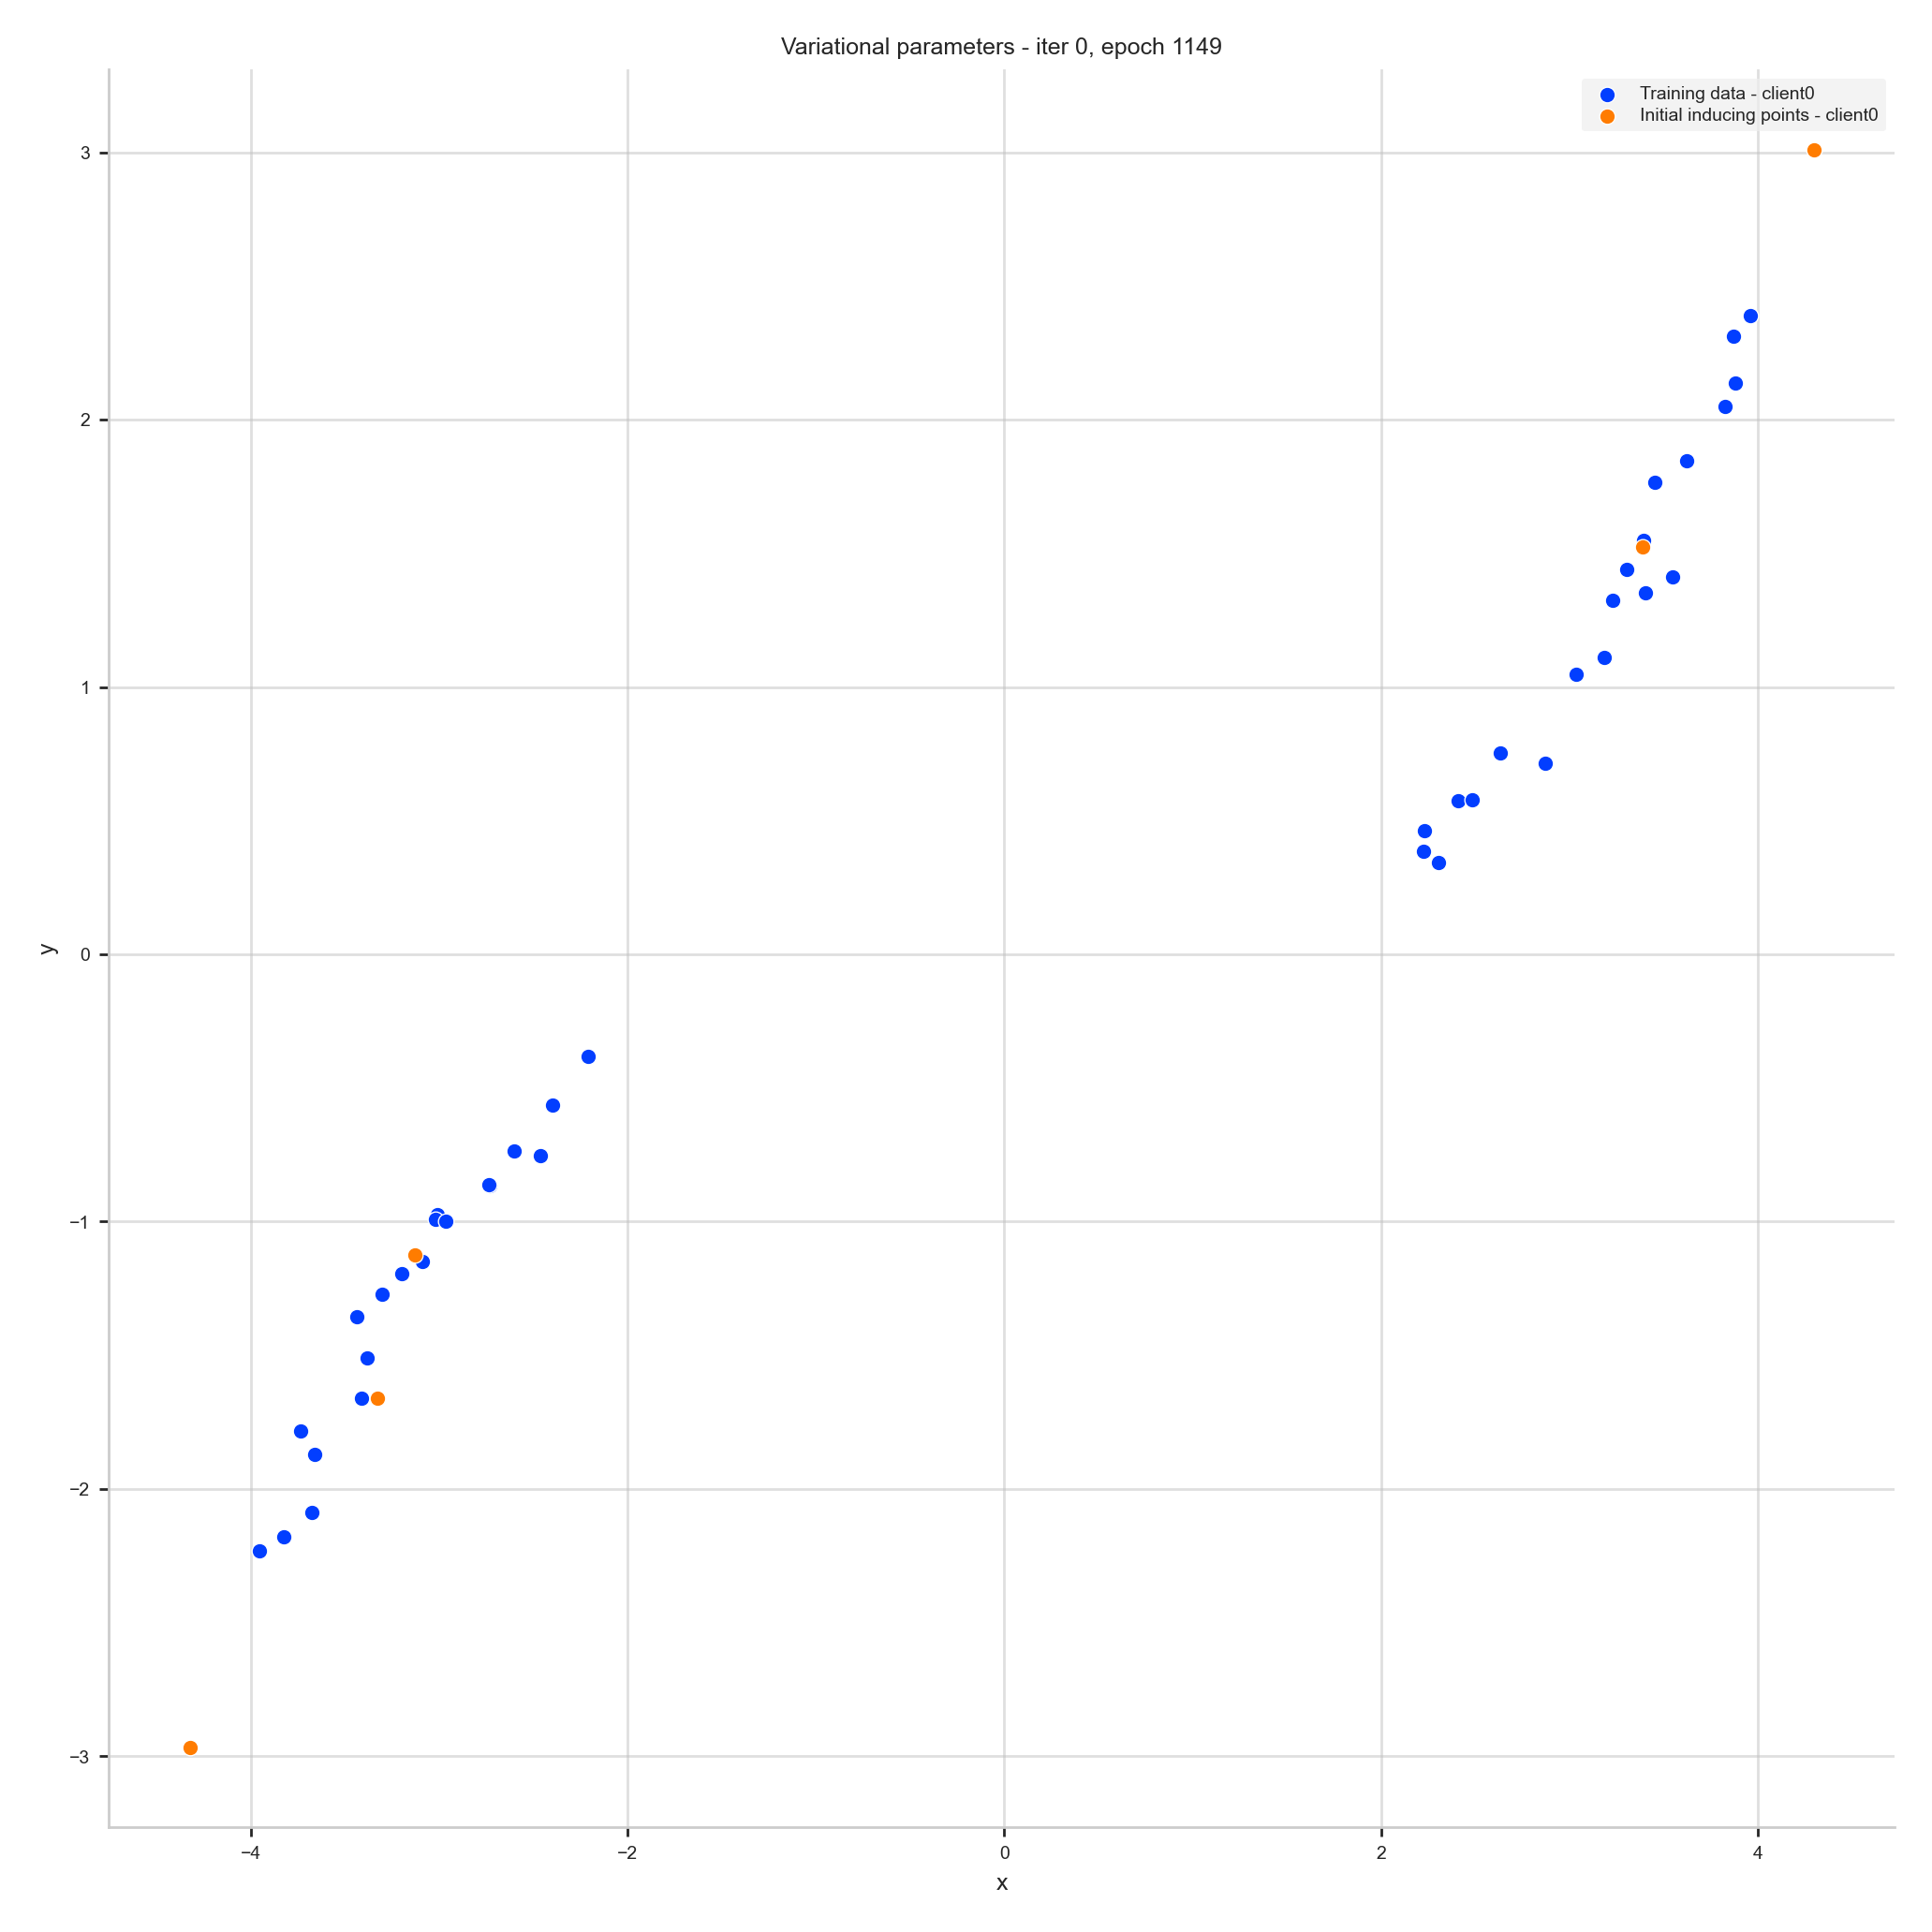 Variational parameters - iter 0, epoch 1149
Training data - client0
Initial inducing points - client0
3
2
1
0
−1
−2
−3
y
−4 −2 0 2 4
x